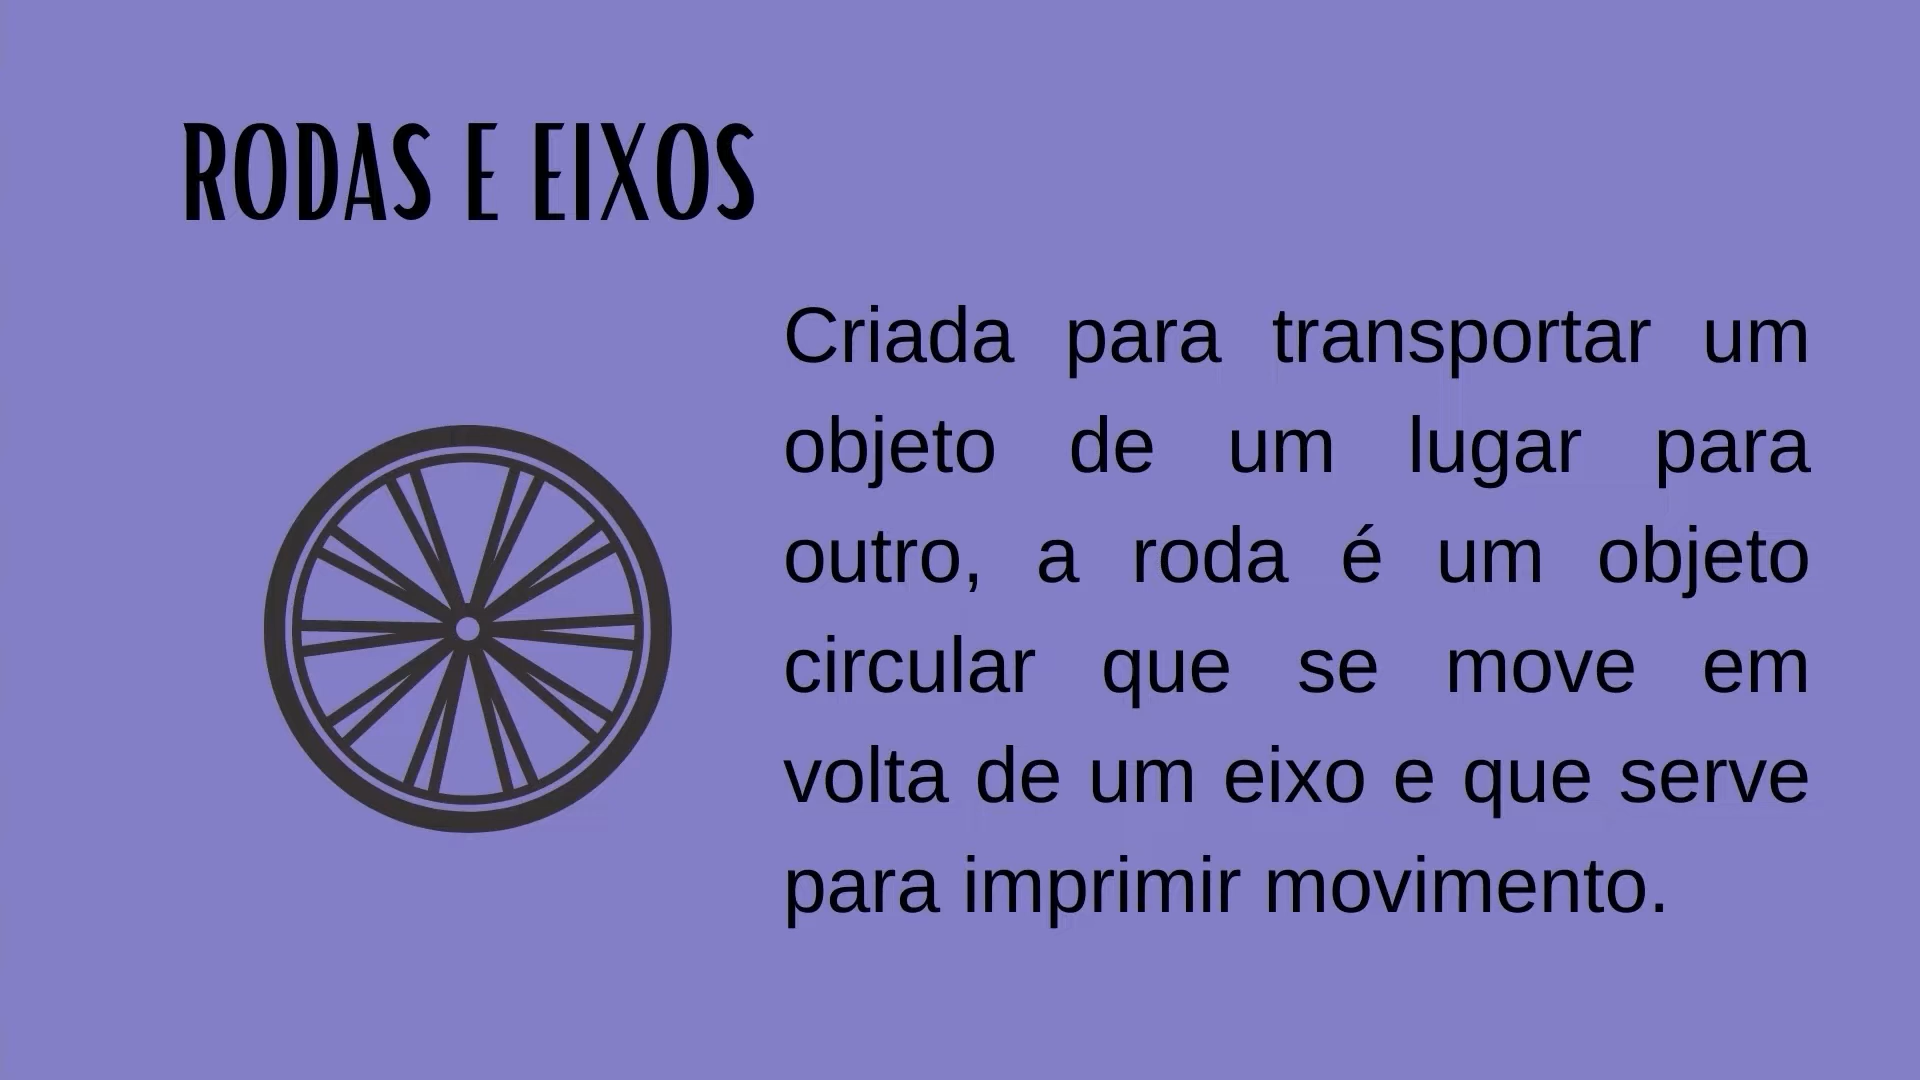 RODAS E EIXOS
Criada para transportar um
objeto de um lugar para
outro, a roda é um objeto
circular que se move em
volta de um eixo e que serve
para imprimir movimento.